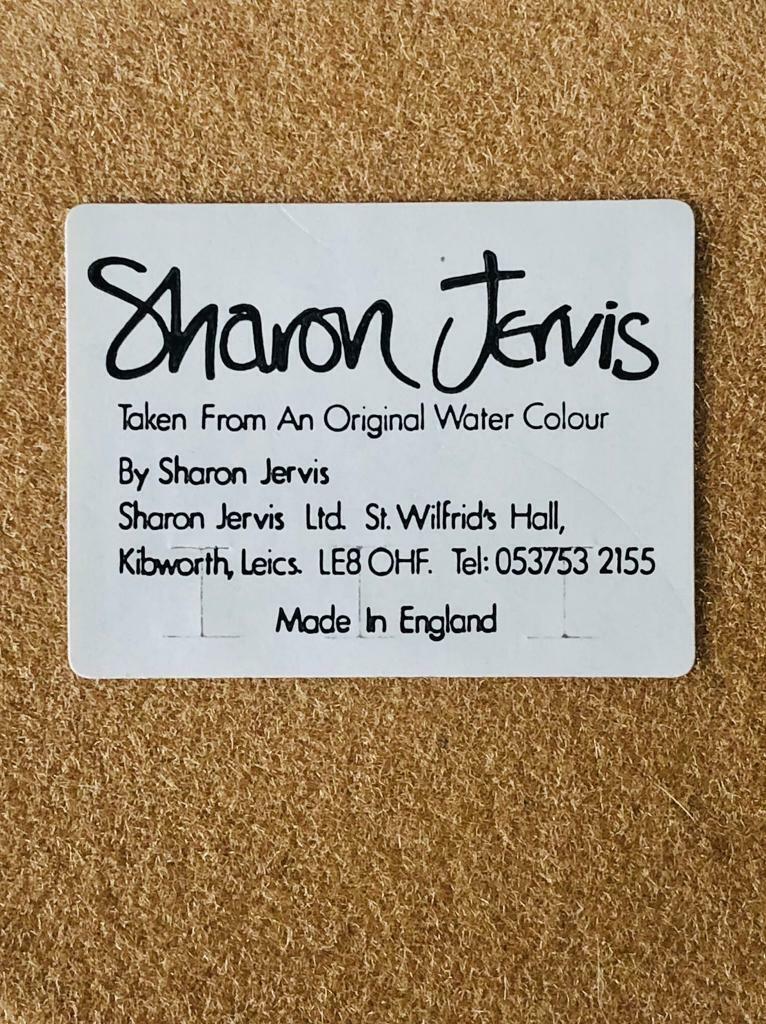 Sharon Jervis
Taken From An Original Water Colour
By Sharon Jervis
Sharon Jervis Ltd. St. Wilfrid's Hall,
Kibworth, Leics. LE8 OHF. Tel: 053753 2155
Made In England